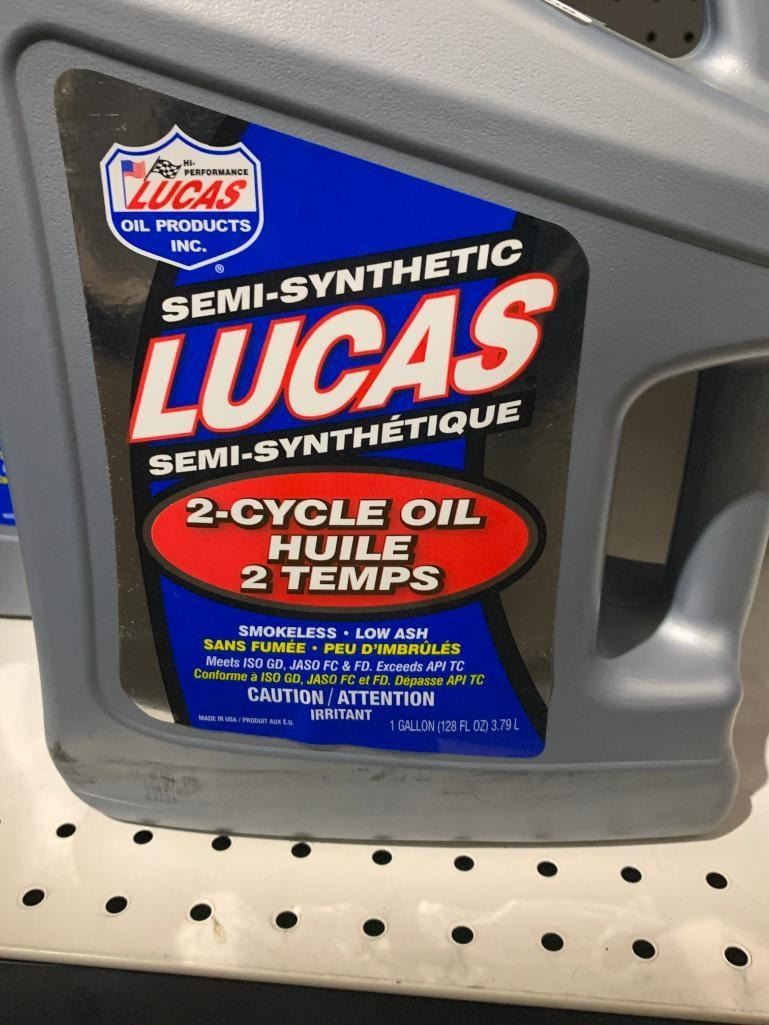 HI-
PERFORMANCE
LUCAS
OIL PRODUCTS
INC.
®
SEMI-SYNTHETIC
LUCAS
SEMI-SYNTHÉTIQUE
2-CYCLE OIL
HUILE
2 TEMPS
SMOKELESS • LOW ASH
SANS FUMÉE • PEU D'IMBRÛLÉS
Meets ISO GD, JASO FC & FD. Exceeds API TC
Conforme à ISO GD, JASO FC et FD. Dépasse API TC
CAUTION / ATTENTION
IRRITANT
MADE IN USA / PRODUIT AUX É.U.
1 GALLON (128 FL OZ) 3.79 L